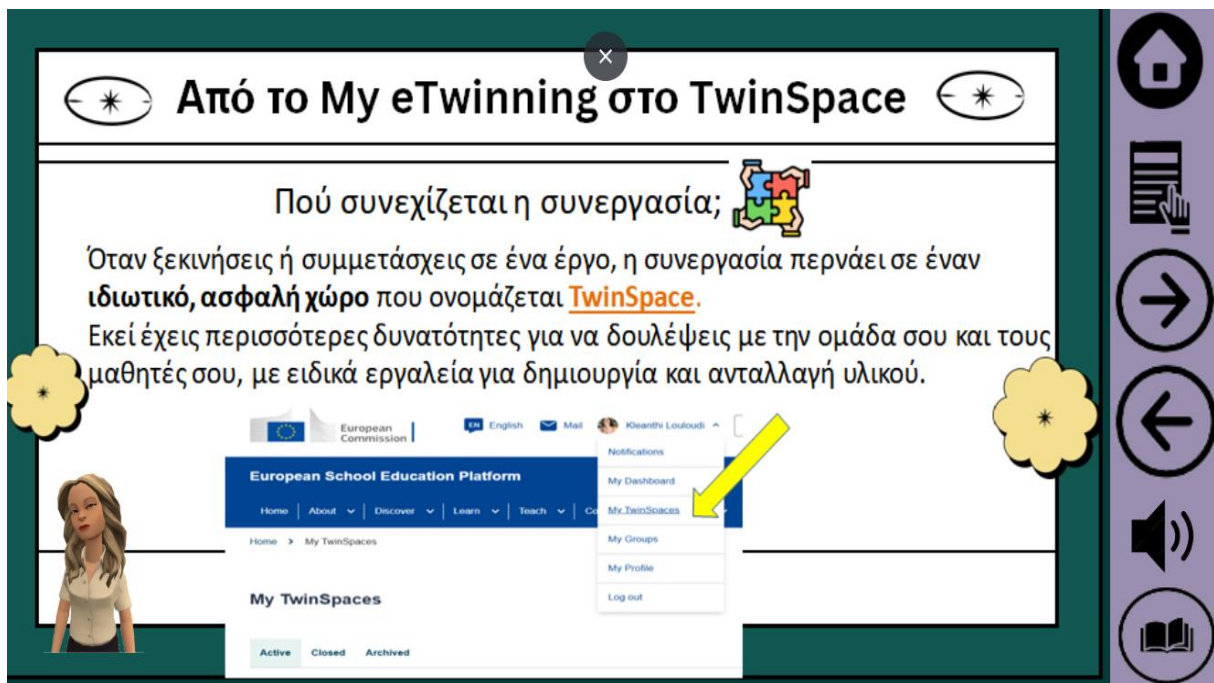 Από το My eTwinning στο TwinSpace
Πού συνεχίζεται η συνεργασία;
Όταν ξεκινήσεις ή συμμετάσχεις σε ένα έργο, η συνεργασία περνάει σε έναν
ιδιωτικό, ασφαλή χώρο που ονομάζεται TwinSpace.
Εκεί έχεις περισσότερες δυνατότητες για να δουλέψεις με την ομάδα σου και τους
μαθητές σου, με ειδικά εργαλεία για δημιουργία και ανταλλαγή υλικού.
European
Commission
EN English Mail Kleanthi Louloudi
Notifications
European School Education Platform
My Dashboard
Home About Discover Learn Teach Co
My TwinSpaces
Home > My TwinSpaces
My Groups
My Profile
My TwinSpaces
Log out
Active Closed Archived